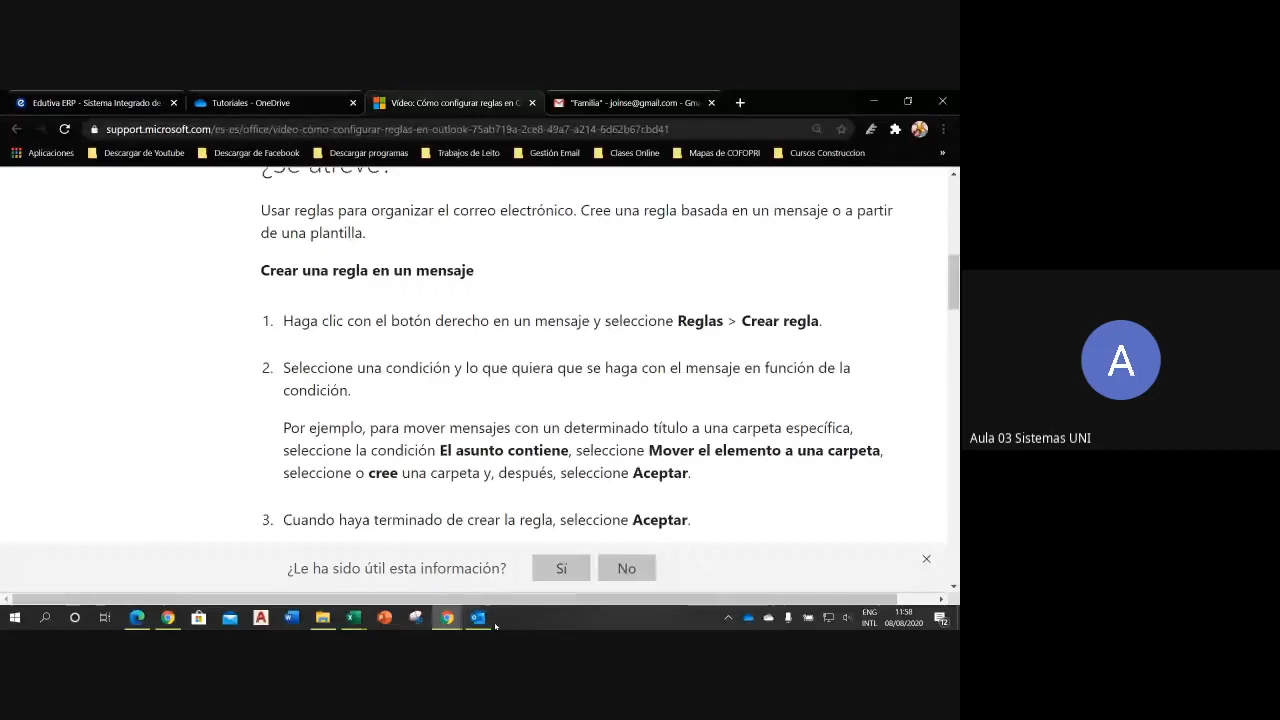 Edutiva ERP - Sistema Integrado de
Tutoriales - OneDrive
Vídeo: Cómo configurar reglas en O
"Familia" - joinse@gmail.com - Gm
support.microsoft.com/es-es/office/vídeo-cómo-configurar-reglas-en-outlook-75ab719a-2ce8-49a7-a214-6d62b67cbd41
Aplicaciones
Descargar de Youtube
Descargar de Facebook
Descargar programas
Trabajos de Leito
Gestión Email
Clases Online
Mapas de COFOPRI
Cursos Construccion
»
¿Se atreve?
Usar reglas para organizar el correo electrónico. Cree una regla basada en un mensaje o a partir
de una plantilla.
Crear una regla en un mensaje
1. Haga clic con el botón derecho en un mensaje y seleccione Reglas > Crear regla.
2. Seleccione una condición y lo que quiera que se haga con el mensaje en función de la
condición.
Por ejemplo, para mover mensajes con un determinado título a una carpeta específica,
seleccione la condición El asunto contiene, seleccione Mover el elemento a una carpeta,
seleccione o cree una carpeta y, después, seleccione Aceptar.
3. Cuando haya terminado de crear la regla, seleccione Aceptar.
¿Le ha sido útil esta información?
Sí
No
ENG
INTL
11:58
08/08/2020
12
A
Aula 03 Sistemas UNI